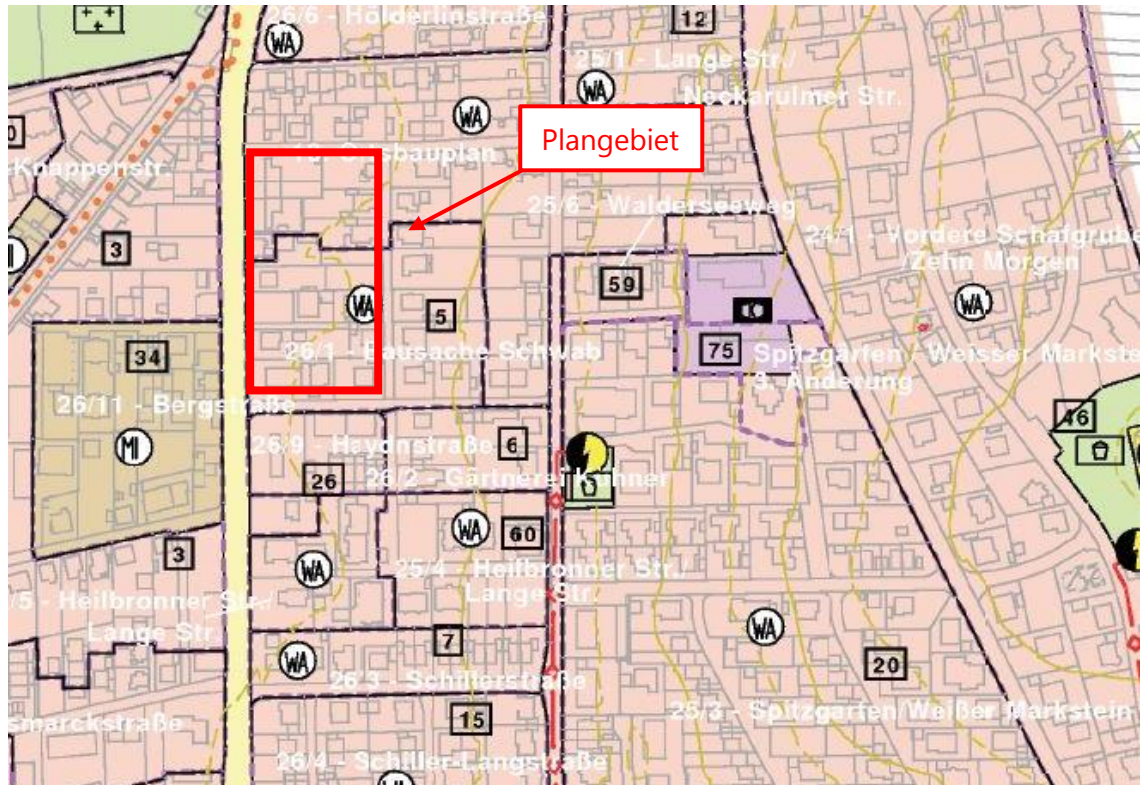 26/6 - Hölderlinstraße
12
WA
25/1 - Lange Str./
Neckarulmer Str.
WA
WA
Plangebiet
Ortsbauplan
Knappenstr.
25/6 - Walderseeweg
24/1 - Vordere Schafgrube
/Zehn Morgen
3
59
WA
WA
5
75
26/1 - Bausache Schwab
Spitzgärten / Weisser Markstein
3. Änderung
34
26/11 - Bergstraße
46
MI
26/9 - Haydnstraße
6
26/2 - Gärtnerei Kühner
26
WA
60
3
WA
25/4 - Heilbronner Str./
Lange Str.
/5 - Heilbronner Str./
Lange Str.
WA
7
WA
20
26/3 - Schillerstraße
25/3 - Spitzgärten/Weißer Markstein
smarckstraße
15
26/4 - Schiller-Langstraße